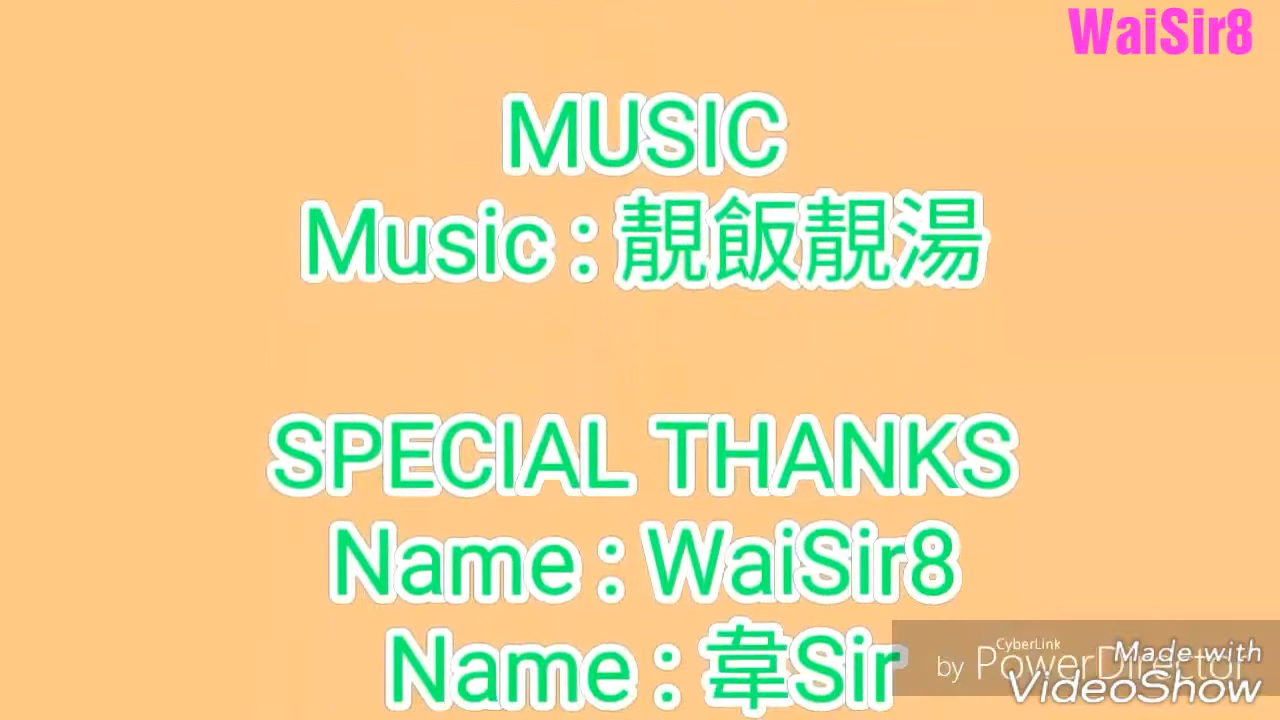 WaiSir8
MUSIC
Music : 靚飯靚湯
SPECIAL THANKS
Name : WaiSir8
Name : 韋Sir
CyberLink
by PowerDirector
Made with
VideoShow